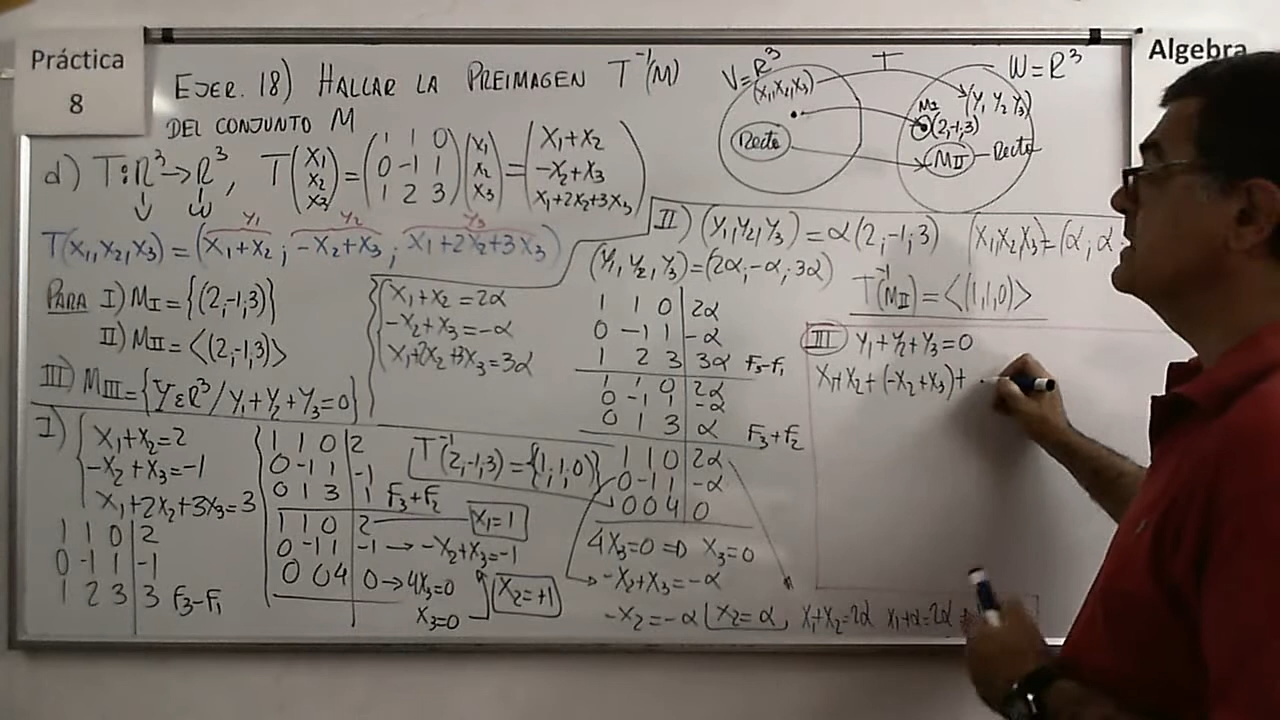 Práctica
8
Algebra
EJER. 18) HALLAR LA PREIMAGEN T⁻¹(M)
DEL CONJUNTO M
d) T:R³→R³, T(x₁ x₂ x₃) = (1 1 0 / 0 -1 1 / 1 2 3)(x₁ x₂ x₃) = (x₁+x₂ / -x₂+x₃ / x₁+2x₂+3x₃)
V W
y₁ y₂ y₃
T(x₁,x₂,x₃)=(x₁+x₂ ; -x₂+x₃ ; x₁+2x₂+3x₃)
PARA I) M_I={(2,-1,3)}
II) M_II=<(2,-1,3)>
III) M_III={Y∈R³/ y₁+y₂+y₃=0}
I) x₁+x₂=2
-x₂+x₃=-1
x₁+2x₂+3x₃=3
1 1 0 | 2
0 -1 1 | -1
1 2 3 | 3 F₃-F₁
1 1 0 | 2
0 -1 1 | -1
0 1 3 | 1 F₃+F₂
1 1 0 | 2 x₁=1
0 -1 1 | -1 → -x₂+x₃=-1
0 0 4 | 0 → 4x₃=0 x₂=+1
x₃=0
T⁻¹(2,-1,3)={1;1;0)}
x₁+x₂=2α
-x₂+x₃=-α
x₁+2x₂+3x₃=3α
II) (y₁,y₂,y₃)=α(2,-1,3) (x₁x₂x₃)=(α,α
(y₁,y₂,y₃)=(2α;-α;3α)
1 1 0 | 2α
0 -1 1 | -α
1 2 3 | 3α F₃-F₁
1 1 0 | 2α
0 -1 1 | -α
0 1 3 | α F₃+F₂
1 1 0 | 2α
0 -1 1 | -α
0 0 4 | 0
4x₃=0 ⇒ x₃=0
-x₂+x₃=-α
-x₂=-α x₂=α x₁+x₂=2α x₁+α=2α
T⁻¹(M_II)=<(1,1,0)>
III y₁+y₂+y₃=0
x₁+x₂+(-x₂+x₃)+
V=R³ T W=R³
(x₁,x₂,x₃) (y₁ y₂ y₃)
M_I
(2,-1,3)
Recta M_II Recta